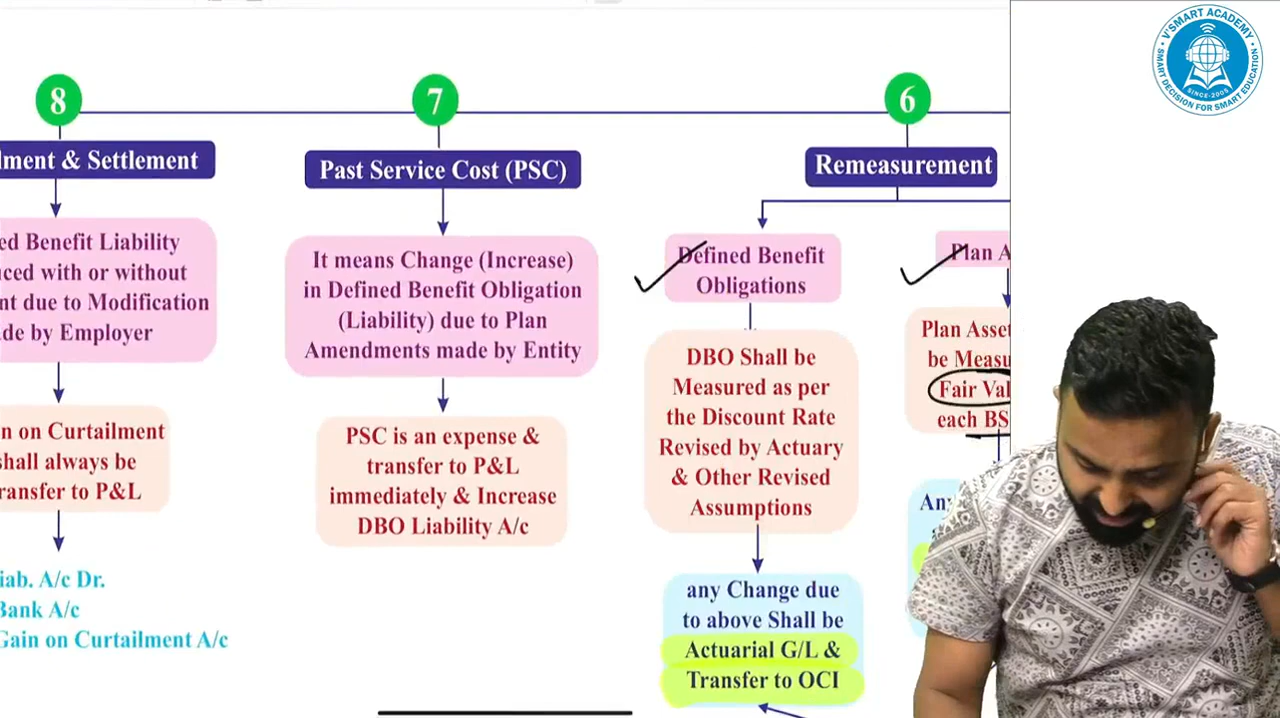 8
7
6
lment & Settlement
Past Service Cost (PSC)
Remeasurement
ed Benefit Liability
uced with or without
nt due to Modification
de by Employer
n on Curtailment
shall always be
ransfer to P&L
iab. A/c Dr.
Bank A/c
Gain on Curtailment A/c
It means Change (Increase)
in Defined Benefit Obligation
(Liability) due to Plan
Amendments made by Entity
PSC is an expense &
transfer to P&L
immediately & Increase
DBO Liability A/c
Defined Benefit
Obligations
DBO Shall be
Measured as per
the Discount Rate
Revised by Actuary
& Other Revised
Assumptions
any Change due
to above Shall be
Actuarial G/L &
Transfer to OCI
Plan A
Plan Asset
be Measu
Fair Val
each BS
Any
V'SMART ACADEMY
SMART DECISION FOR SMART EDUCATION
SINCE-2005